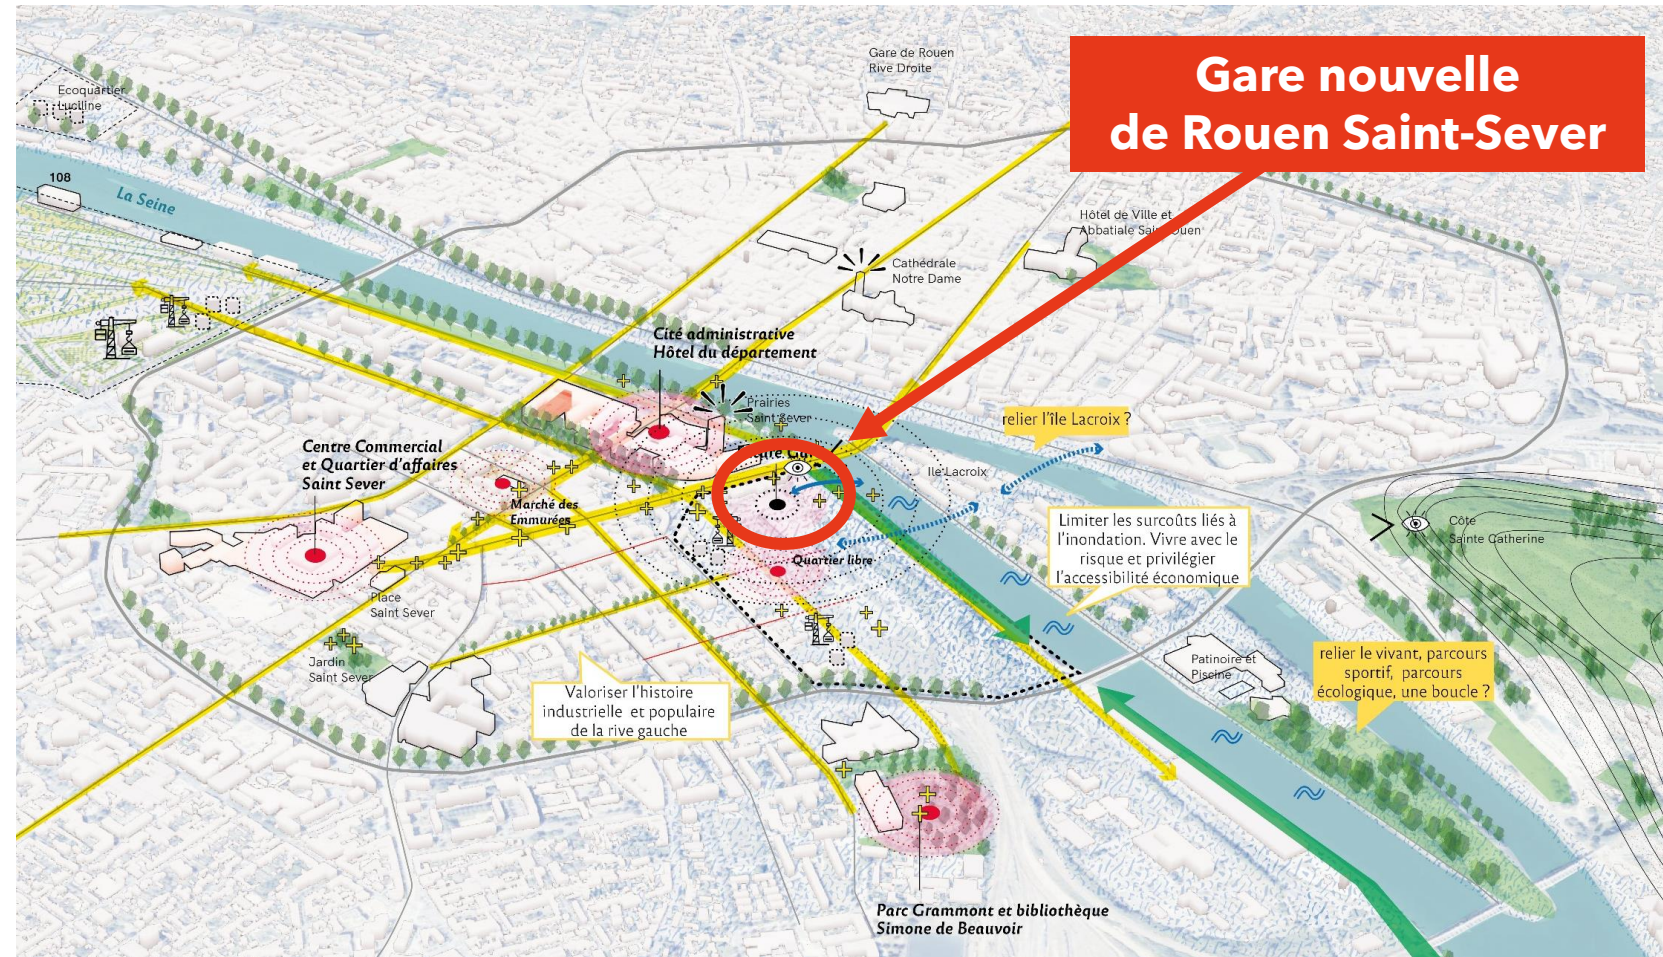 Gare nouvelle
de Rouen Saint-Sever
Gare de Rouen
Rive Droite
Ecoquartier
Luciline
108
La Seine
Hôtel de Ville et
Abbatiale Saint Ouen
Cathédrale
Notre Dame
Cité administrative
Hôtel du département
Prairies
Saint Sever
relier l'île Lacroix ?
Centre Commercial
et Quartier d'affaires
Saint Sever
Ile Lacroix
Marché des
Emmurées
Limiter les surcoûts liés à
l'inondation. Vivre avec le
risque et privilégier
l'accessibilité économique
Côte
Sainte Catherine
Quartier libre
Place
Saint Sever
Jardin
Saint Sever
Patinoire et
Piscine
relier le vivant, parcours
sportif, parcours
écologique, une boucle ?
Valoriser l'histoire
industrielle et populaire
de la rive gauche
Parc Grammont et bibliothèque
Simone de Beauvoir